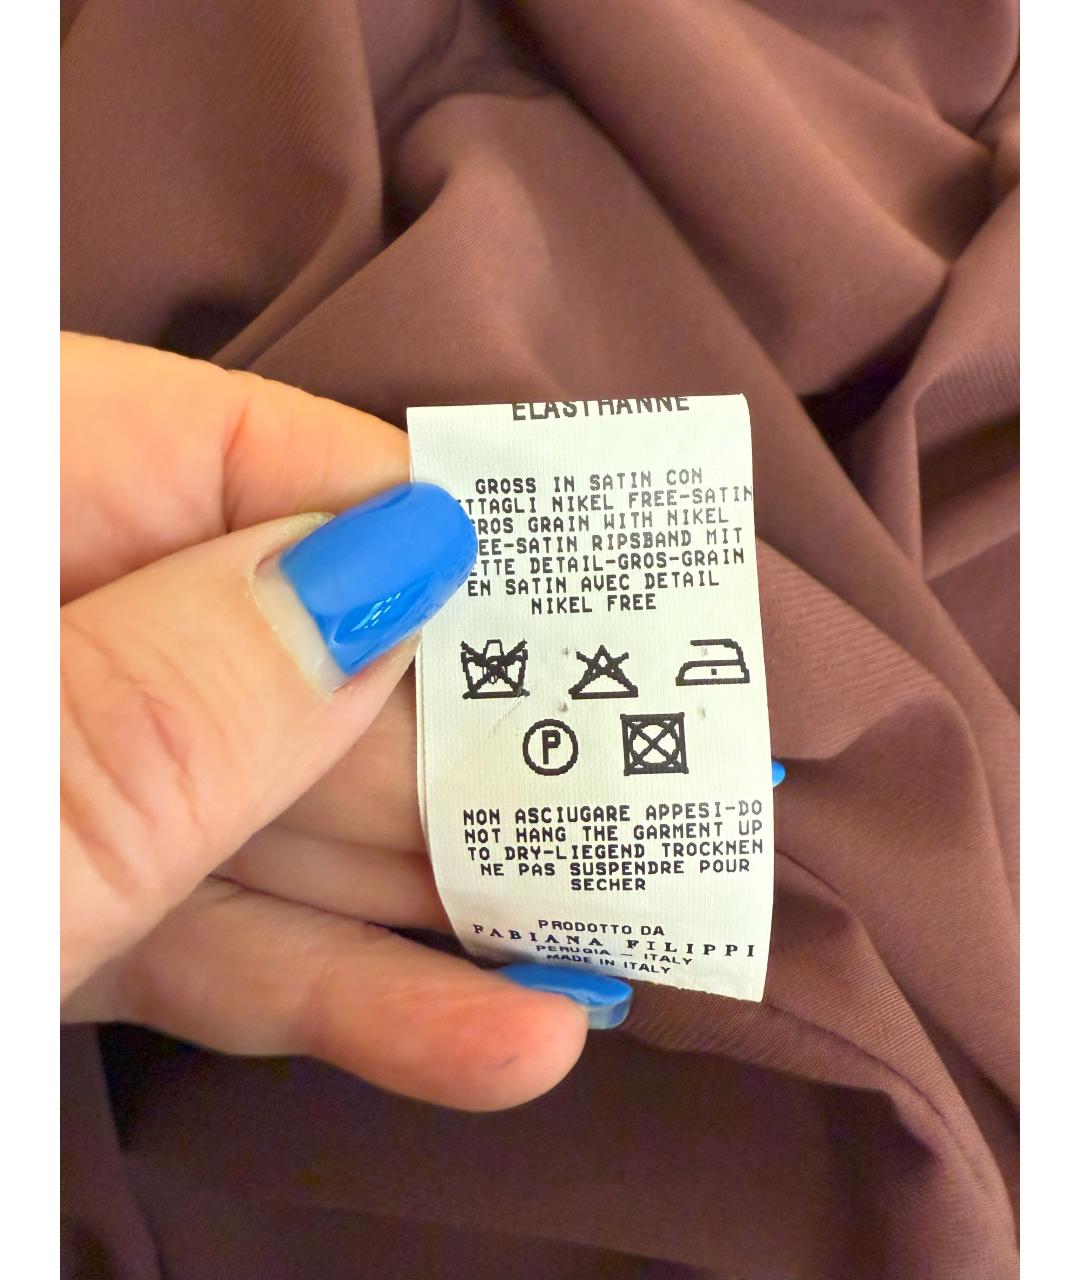 ELASTHANNE
GROSS IN SATIN CON
TTAGLI NIKEL FREE-SATIN
GROS GRAIN WITH NIKEL
EE-SATIN RIPSBAND MIT
ETTE DETAIL-GROS-GRAIN
EN SATIN AVEC DETAIL
NIKEL FREE
P
NON ASCIUGARE APPESI-DO
NOT HANG THE GARMENT UP
TO DRY-LIEGEND TROCKNEN
NE PAS SUSPENDRE POUR
SECHER
PRODOTTO DA
FABIANA FILIPPI
PERUGIA - ITALY
MADE IN ITALY